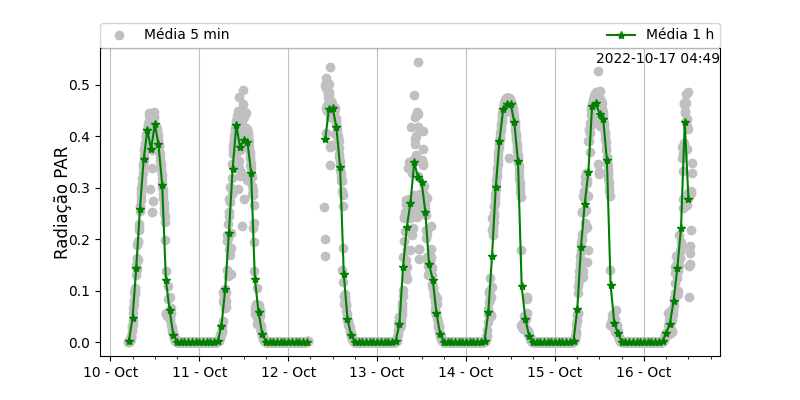 Média 5 min
Média 1 h
2022-10-17 04:49
Radiação PAR
0.5
0.4
0.3
0.2
0.1
0.0
10 - Oct
11 - Oct
12 - Oct
13 - Oct
14 - Oct
15 - Oct
16 - Oct